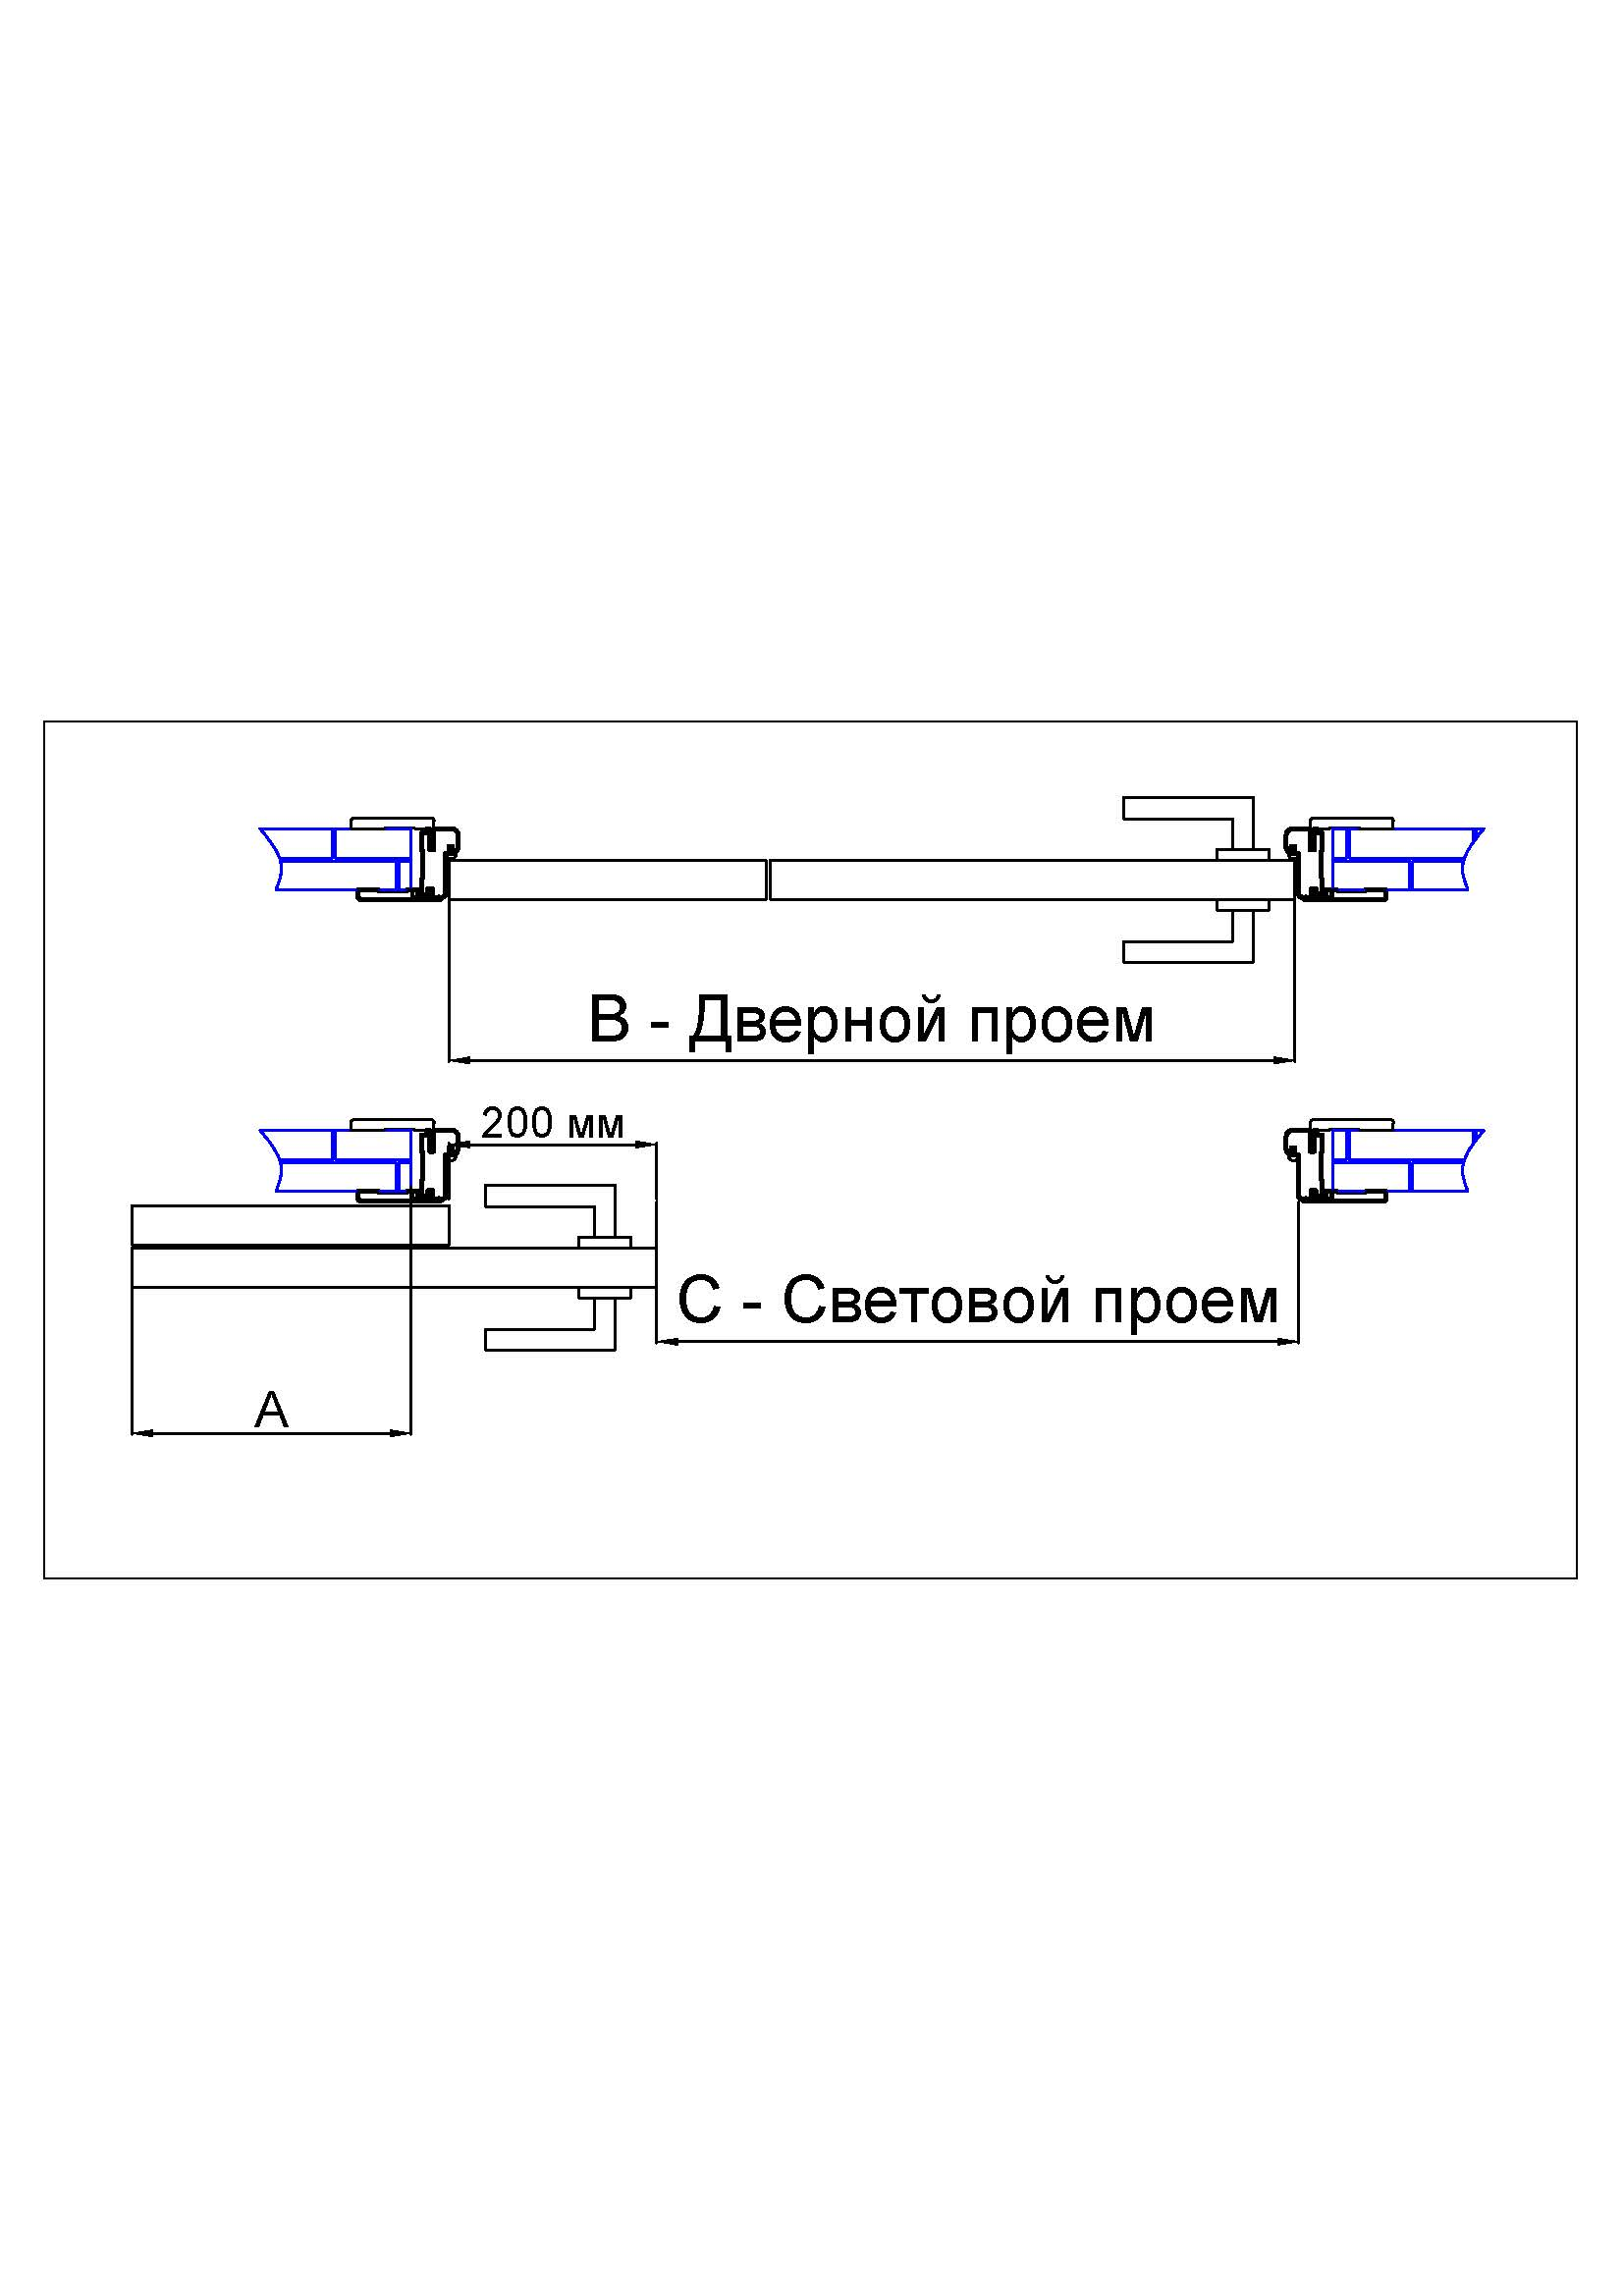 В - Дверной проем
200 мм
С - Световой проем
А